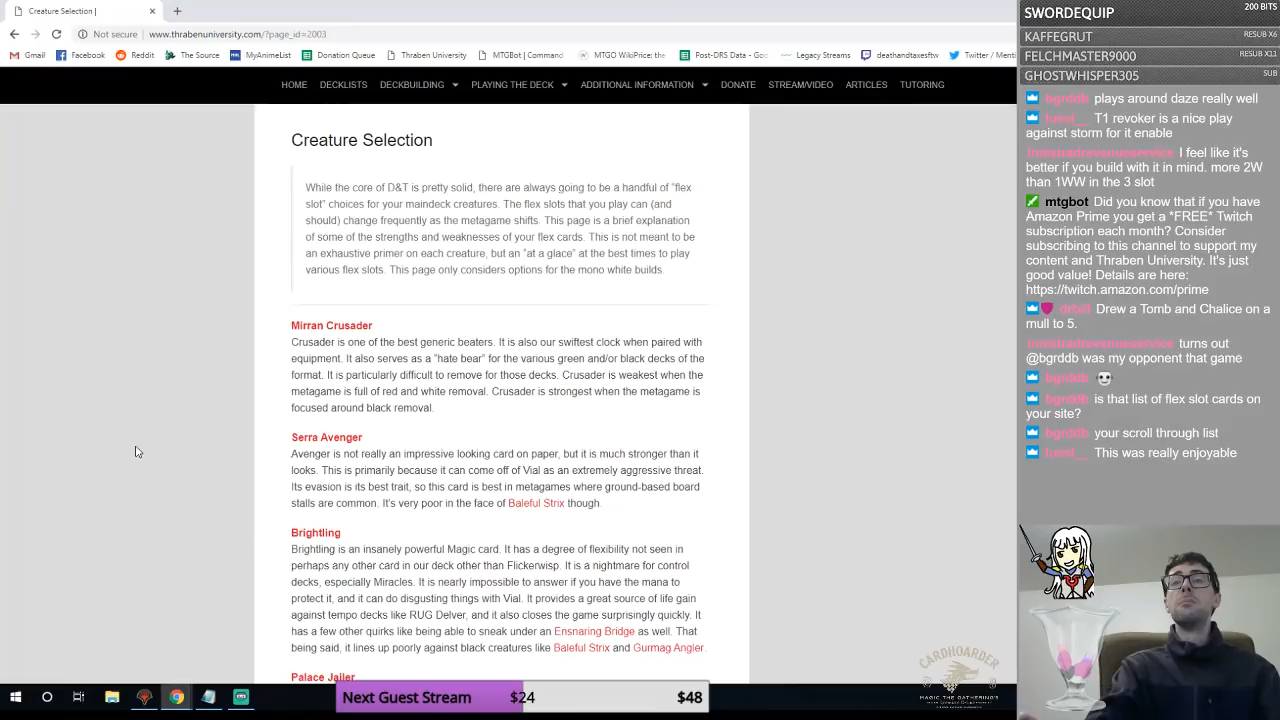 Creature Selection |
Not secure | www.thrabenuniversity.com/?page_id=2003
Gmail Facebook Reddit The Source Donation Queue Thraben University MTGBot | Command MTGO WikiPrice: the Post-DRS Data - Goo Legacy Streams deathandtaxesftw Twitter / Menti
HOME DECKLISTS DECKBUILDING PLAYING THE DECK ADDITIONAL INFORMATION DONATE STREAM/VIDEO ARTICLES TUTORING
Creature Selection
While the core of D&T is pretty solid, there are always going to be a handful of "flex
slot" choices for your maindeck creatures. The flex slots that you play can (and
should) change frequently as the metagame shifts. This page is a brief explanation
of some of the strengths and weaknesses of your flex cards. This is not meant to be
an exhaustive primer on each creature, but an "at a glace" at the best times to play
various flex slots. This page only considers options for the mono white builds.
Mirran Crusader
Crusader is one of the best generic beaters. It is also our swiftest clock when paired with
equipment. It also serves as a "hate bear" for the various green and/or black decks of the
format. It is particularly difficult to remove for those decks. Crusader is weakest when the
metagame is full of red and white removal. Crusader is strongest when the metagame is
focused around black removal.
Serra Avenger
Avenger is not really an impressive looking card on paper, but it is much stronger than it
looks. This is primarily because it can come off of Vial as an extremely aggressive threat.
Its evasion is its best trait, so this card is best in metagames where ground-based board
stalls are common. It's very poor in the face of Baleful Strix though.
Brightling
Brightling is an insanely powerful Magic card. It has a degree of flexibility not seen in
perhaps any other card in our deck other than Flickerwisp. It is a nightmare for control
decks, especially Miracles. It is nearly impossible to answer if you have the mana to
protect it, and it can do disgusting things with Vial. It provides a great source of life gain
against tempo decks like RUG Delver, and it also closes the game surprisingly quickly. It
has a few other quirks like being able to sneak under an Ensnaring Bridge as well. That
being said, it lines up poorly against black creatures like Baleful Strix and Gurmag Angler.
Palace Jailer
Next Guest Stream $24 $48
CARDHOARDER
MAGIC THE GATHERING'S
SWORDEQUIP 200 BITS
KAFFEGRUT RESUB X6
FELCHMASTER9000 RESUB X11
GHOSTWHISPER305 SUB
bgrddb plays around daze really well
T1 revoker is a nice play
against storm for it enable
innistradrevenueservice I feel like it's
better if you build with it in mind. more 2W
than 1WW in the 3 slot
mtgbot Did you know that if you have
Amazon Prime you get a *FREE* Twitch
subscription each month? Consider
subscribing to this channel to support my
content and Thraben University. It's just
good value! Details are here:
https://twitch.amazon.com/prime
drbill Drew a Tomb and Chalice on a
mull to 5.
innistradrevenueservice turns out
@bgrddb was my opponent that game
bgrddb
bgrddb is that list of flex slot cards on
your site?
bgrddb your scroll through list
This was really enjoyable